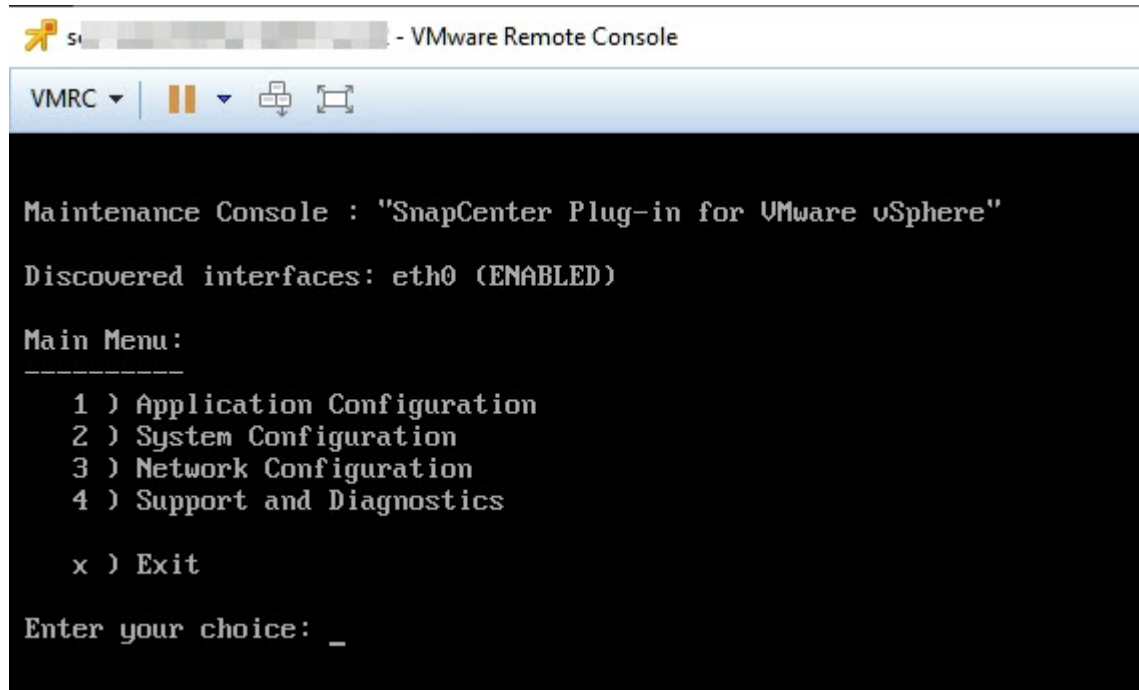 - VMware Remote Console
VMRC
Maintenance Console : "SnapCenter Plug-in for VMware vSphere"
Discovered interfaces: eth0 (ENABLED)
Main Menu:
----------
1 ) Application Configuration
2 ) System Configuration
3 ) Network Configuration
4 ) Support and Diagnostics
x ) Exit
Enter your choice: _